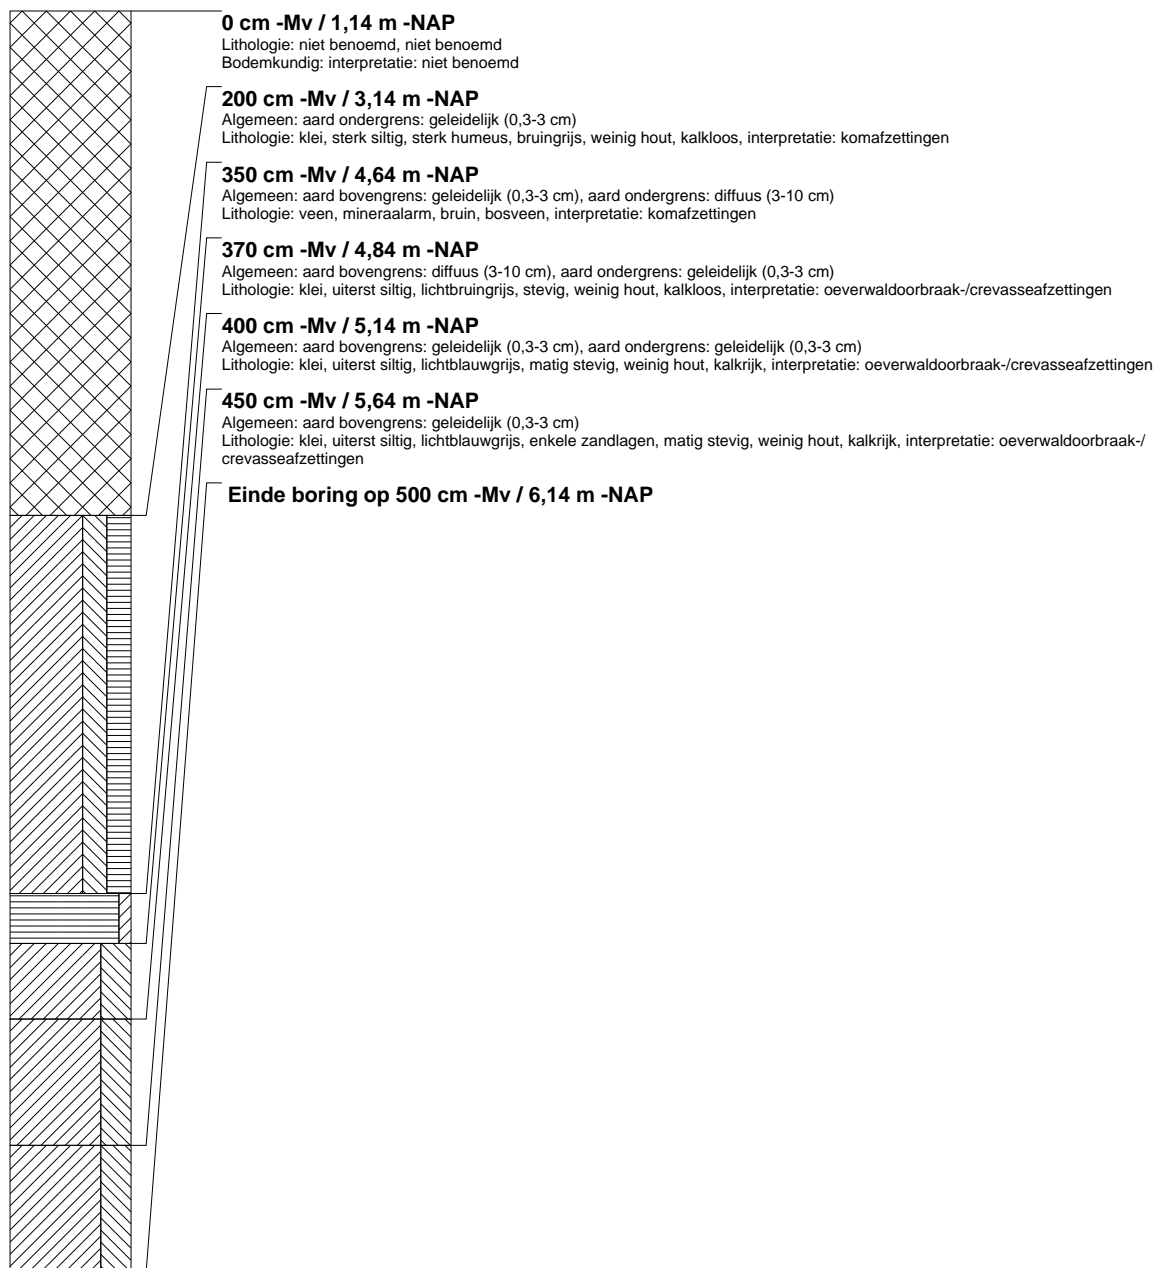 0 cm -Mv / 1,14 m -NAP
Lithologie: niet benoemd, niet benoemd
Bodemkundig: interpretatie: niet benoemd
200 cm -Mv / 3,14 m -NAP
Algemeen: aard ondergrens: geleidelijk (0,3-3 cm)
Lithologie: klei, sterk siltig, sterk humeus, bruingrijs, weinig hout, kalkloos, interpretatie: komafzettingen
350 cm -Mv / 4,64 m -NAP
Algemeen: aard bovengrens: geleidelijk (0,3-3 cm), aard ondergrens: diffuus (3-10 cm)
Lithologie: veen, mineraalarm, bruin, bosveen, interpretatie: komafzettingen
370 cm -Mv / 4,84 m -NAP
Algemeen: aard bovengrens: diffuus (3-10 cm), aard ondergrens: geleidelijk (0,3-3 cm)
Lithologie: klei, uiterst siltig, lichtbruingrijs, stevig, weinig hout, kalkloos, interpretatie: oeverwaldoorbraak-/crevasseafzettingen
400 cm -Mv / 5,14 m -NAP
Algemeen: aard bovengrens: geleidelijk (0,3-3 cm), aard ondergrens: geleidelijk (0,3-3 cm)
Lithologie: klei, uiterst siltig, lichtblauwgrijs, matig stevig, weinig hout, kalkrijk, interpretatie: oeverwaldoorbraak-/crevasseafzettingen
450 cm -Mv / 5,64 m -NAP
Algemeen: aard bovengrens: geleidelijk (0,3-3 cm)
Lithologie: klei, uiterst siltig, lichtblauwgrijs, enkele zandlagen, matig stevig, weinig hout, kalkrijk, interpretatie: oeverwaldoorbraak-/
crevasseafzettingen
Einde boring op 500 cm -Mv / 6,14 m -NAP